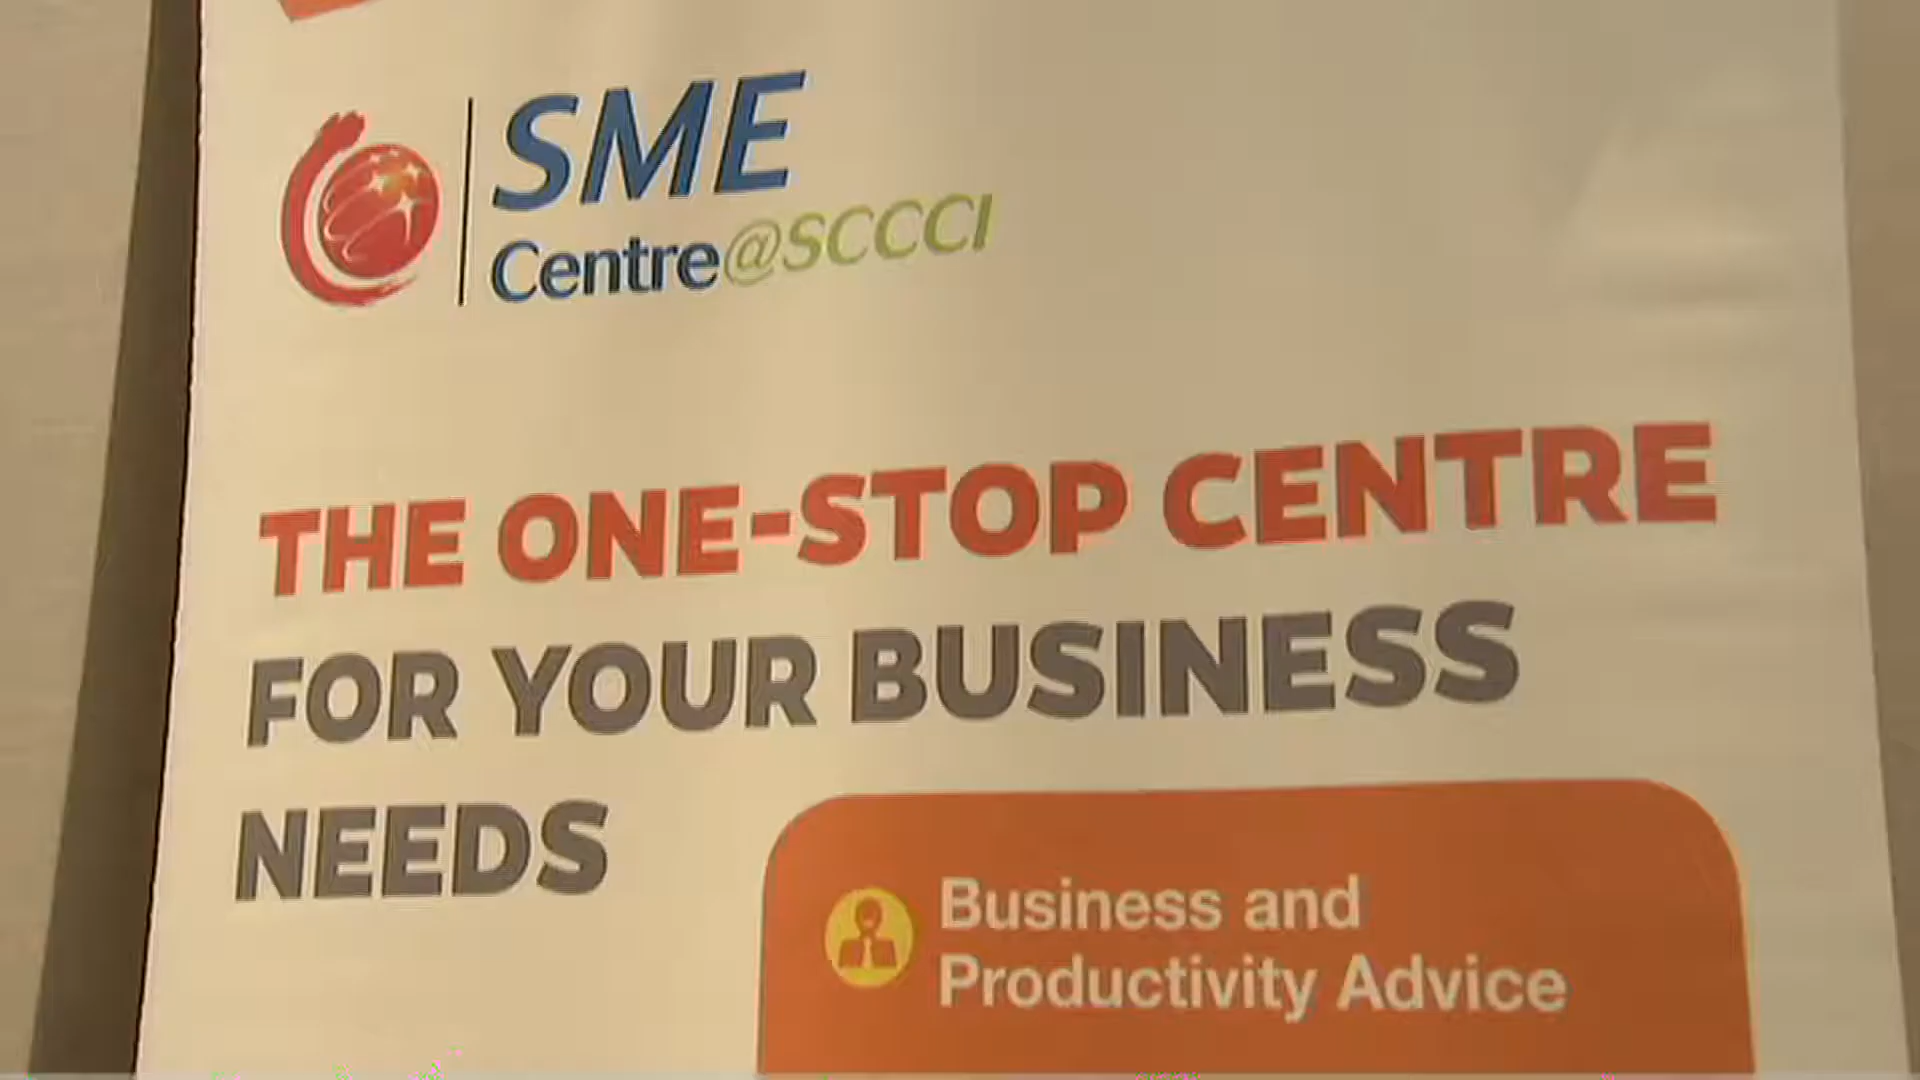 SME
Centre@SCCCI
THE ONE-STOP CENTRE
FOR YOUR BUSINESS
NEEDS
Business and
Productivity Advice